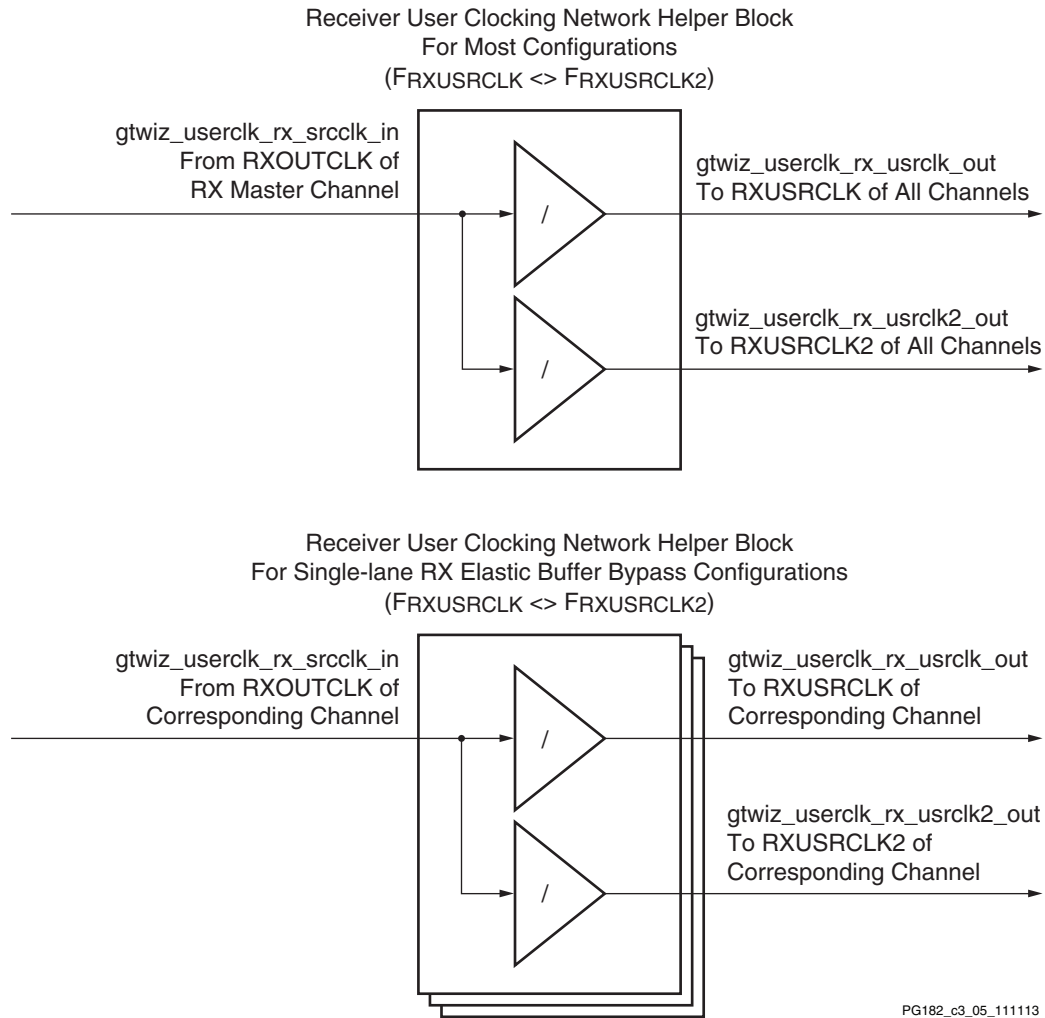 Receiver User Clocking Network Helper Block
For Most Configurations
(FRXUSRCLK <> FRXUSRCLK2)
gtwiz_userclk_rx_srcclk_in
From RXOUTCLK of
RX Master Channel
gtwiz_userclk_rx_usrclk_out
To RXUSRCLK of All Channels
/
gtwiz_userclk_rx_usrclk2_out
To RXUSRCLK2 of All Channels
/
Receiver User Clocking Network Helper Block
For Single-lane RX Elastic Buffer Bypass Configurations
(FRXUSRCLK <> FRXUSRCLK2)
gtwiz_userclk_rx_srcclk_in
From RXOUTCLK of
Corresponding Channel
gtwiz_userclk_rx_usrclk_out
To RXUSRCLK of
Corresponding Channel
/
gtwiz_userclk_rx_usrclk2_out
To RXUSRCLK2 of
Corresponding Channel
/
PG182_c3_05_111113